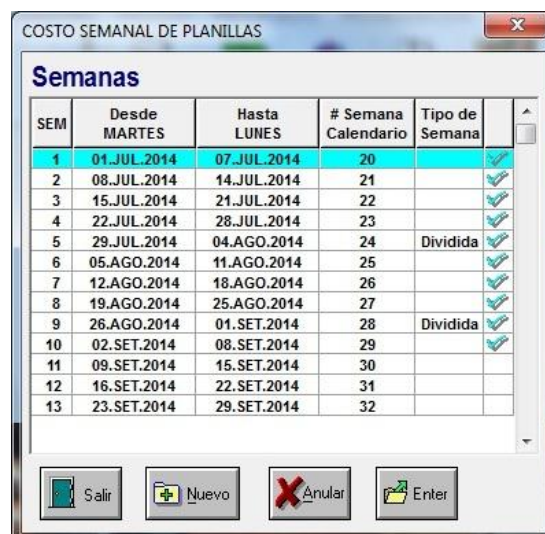 COSTO SEMANAL DE PLANILLAS
Semanas
SEM Desde MARTES Hasta LUNES # Semana Calendario Tipo de Semana
1 01.JUL.2014 07.JUL.2014 20
2 08.JUL.2014 14.JUL.2014 21
3 15.JUL.2014 21.JUL.2014 22
4 22.JUL.2014 28.JUL.2014 23
5 29.JUL.2014 04.AGO.2014 24 Dividida
6 05.AGO.2014 11.AGO.2014 25
7 12.AGO.2014 18.AGO.2014 26
8 19.AGO.2014 25.AGO.2014 27
9 26.AGO.2014 01.SET.2014 28 Dividida
10 02.SET.2014 08.SET.2014 29
11 09.SET.2014 15.SET.2014 30
12 16.SET.2014 22.SET.2014 31
13 23.SET.2014 29.SET.2014 32
Salir Nuevo Anular Enter